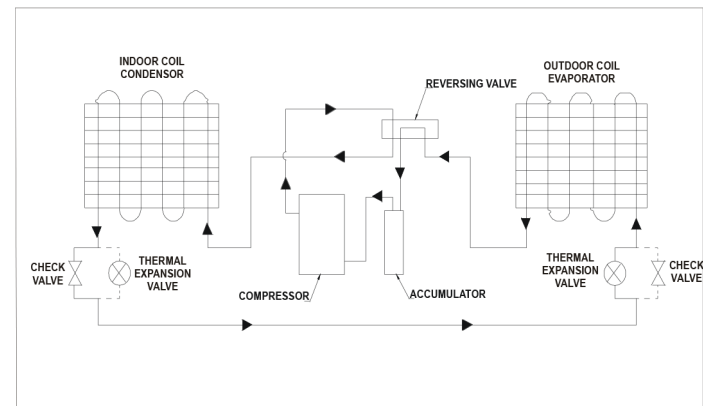 INDOOR COIL
CONDENSOR
REVERSING VALVE
OUTDOOR COIL
EVAPORATOR
CHECK
VALVE
THERMAL
EXPANSION
VALVE
COMPRESSOR
ACCUMULATOR
THERMAL
EXPANSION
VALVE
CHECK
VALVE